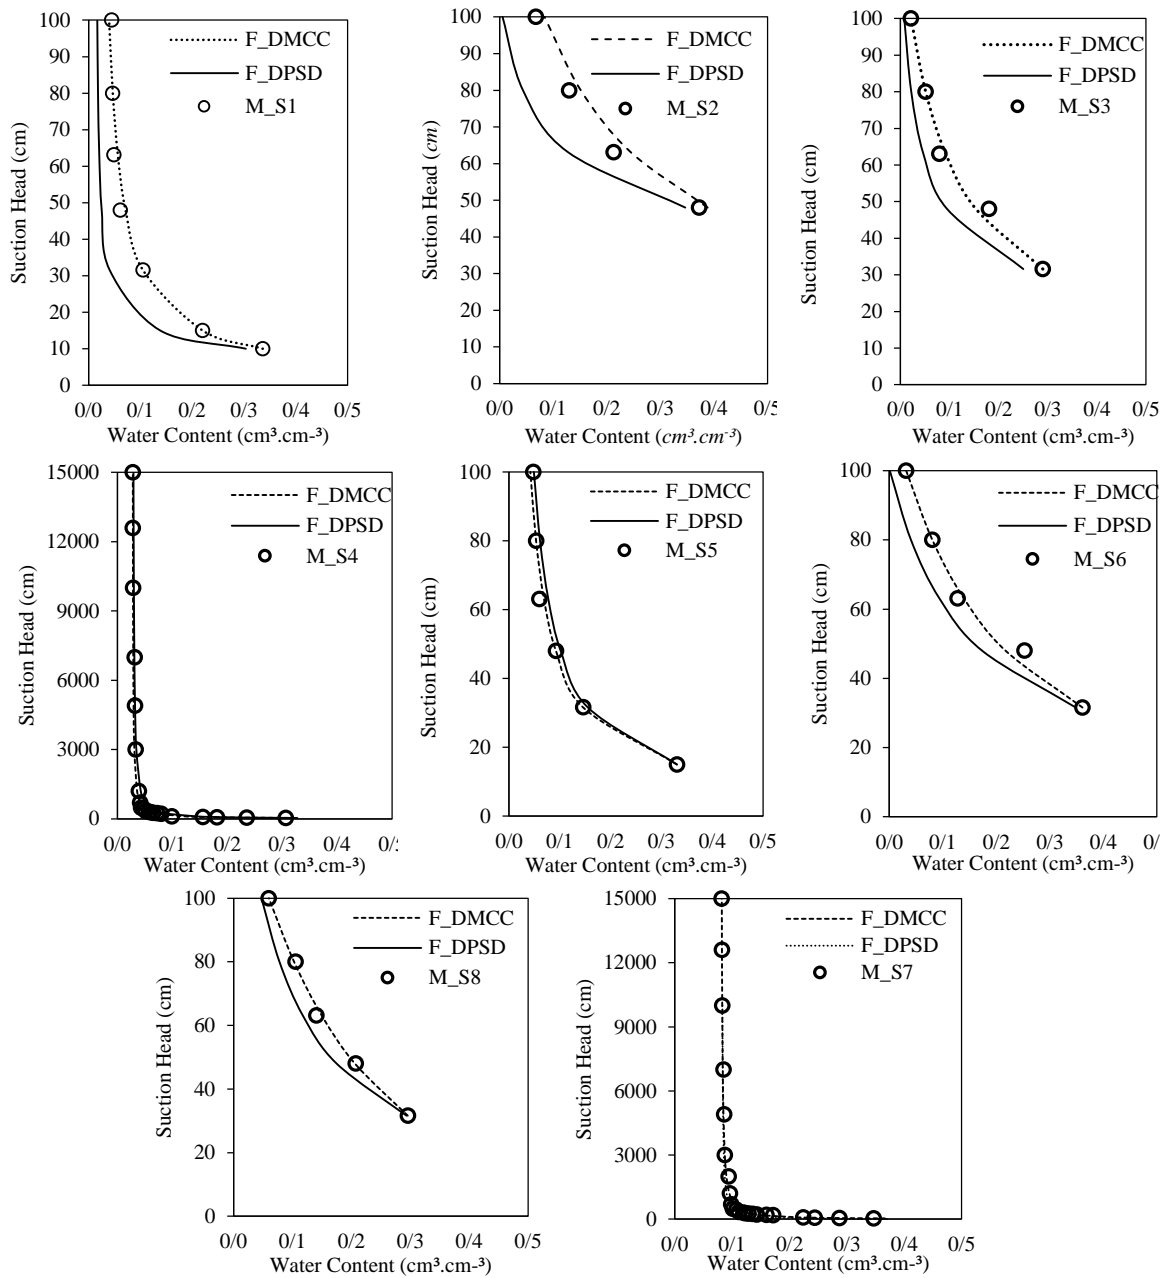 100
90
80
70
60
50
40
30
20
10
0
Suction Head (cm)
F_DMCC
F_DPSD
M_S1
0/0 0/1 0/2 0/3 0/4 0/5
Water Content (cm³.cm-³)
100
90
80
70
60
50
40
30
20
10
0
Suction Head (cm)
F_DMCC
F_DPSD
M_S2
0/0 0/1 0/2 0/3 0/4 0/5
Water Content (cm³.cm-³)
100
90
80
70
60
50
40
30
20
10
0
Suction Head (cm)
F_DMCC
F_DPSD
M_S3
0/0 0/1 0/2 0/3 0/4 0/5
Water Content (cm³.cm-³)
15000
12000
9000
6000
3000
0
Suction Head (cm)
F_DMCC
F_DPSD
M_S4
0/0 0/1 0/2 0/3 0/4
Water Content (cm³.cm-³)
100
80
60
40
20
0
Suction Head (cm)
F_DMCC
F_DPSD
M_S5
0/0 0/1 0/2 0/3 0/4 0/5
Water Content (cm³.cm-³)
100
80
60
40
20
0
Suction Head (cm)
F_DMCC
F_DPSD
M_S6
0/0 0/1 0/2 0/3 0/4
Water Content (cm³.cm-³)
100
80
60
40
20
0
Suction Head (cm)
F_DMCC
F_DPSD
M_S8
0/0 0/1 0/2 0/3 0/4 0/5
Water Content (cm³.cm-³)
15000
12000
9000
6000
3000
0
Suction Head (cm)
F_DMCC
F_DPSD
M_S7
0/0 0/1 0/2 0/3 0/4 0/5
Water Content (cm³.cm-³)